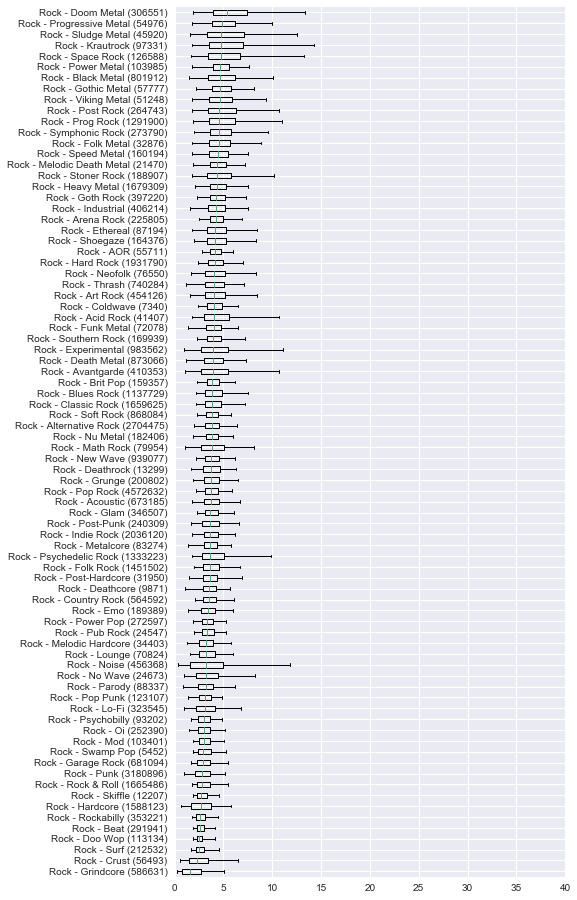 Rock - Doom Metal (306551)
Rock - Progressive Metal (54976)
Rock - Sludge Metal (45920)
Rock - Krautrock (97331)
Rock - Space Rock (126588)
Rock - Power Metal (103985)
Rock - Black Metal (801912)
Rock - Gothic Metal (57777)
Rock - Viking Metal (51248)
Rock - Post Rock (264743)
Rock - Prog Rock (1291900)
Rock - Symphonic Rock (273790)
Rock - Folk Metal (32876)
Rock - Speed Metal (160194)
Rock - Melodic Death Metal (21470)
Rock - Stoner Rock (188907)
Rock - Heavy Metal (1679309)
Rock - Goth Rock (397220)
Rock - Industrial (406214)
Rock - Arena Rock (225805)
Rock - Ethereal (87194)
Rock - Shoegaze (164376)
Rock - AOR (55711)
Rock - Hard Rock (1931790)
Rock - Neofolk (76550)
Rock - Thrash (740284)
Rock - Art Rock (454126)
Rock - Coldwave (7340)
Rock - Acid Rock (41407)
Rock - Funk Metal (72078)
Rock - Southern Rock (169939)
Rock - Experimental (983562)
Rock - Death Metal (873066)
Rock - Avantgarde (410353)
Rock - Brit Pop (159357)
Rock - Blues Rock (1137729)
Rock - Classic Rock (1659625)
Rock - Soft Rock (868084)
Rock - Alternative Rock (2704475)
Rock - Nu Metal (182406)
Rock - Math Rock (79954)
Rock - New Wave (939077)
Rock - Deathrock (13299)
Rock - Grunge (200802)
Rock - Pop Rock (4572632)
Rock - Acoustic (673185)
Rock - Glam (346507)
Rock - Post-Punk (240309)
Rock - Indie Rock (2036120)
Rock - Metalcore (83274)
Rock - Psychedelic Rock (1333223)
Rock - Folk Rock (1451502)
Rock - Post-Hardcore (31950)
Rock - Deathcore (9871)
Rock - Country Rock (564592)
Rock - Emo (189389)
Rock - Power Pop (272597)
Rock - Pub Rock (24547)
Rock - Melodic Hardcore (34403)
Rock - Lounge (70824)
Rock - Noise (456368)
Rock - No Wave (24673)
Rock - Parody (88337)
Rock - Pop Punk (123107)
Rock - Lo-Fi (323545)
Rock - Psychobilly (93202)
Rock - Oi (252390)
Rock - Mod (103401)
Rock - Swamp Pop (5452)
Rock - Garage Rock (681094)
Rock - Punk (3180896)
Rock - Rock & Roll (1665486)
Rock - Skiffle (12207)
Rock - Hardcore (1588123)
Rock - Rockabilly (353221)
Rock - Beat (291941)
Rock - Doo Wop (113134)
Rock - Surf (212532)
Rock - Crust (56493)
Rock - Grindcore (586631)
0 5 10 15 20 25 30 35 40